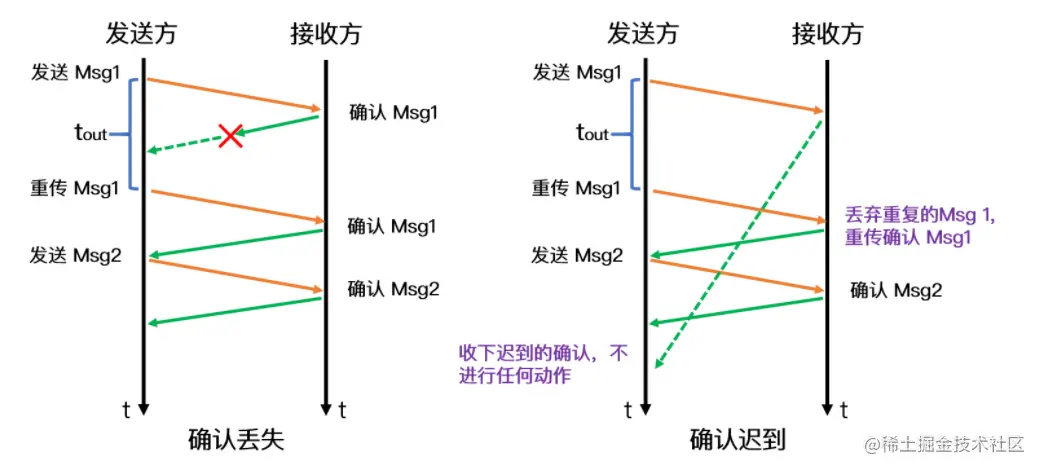 发送方
接收方
发送 Msg1
tout
确认 Msg1
重传 Msg1
确认 Msg1
发送 Msg2
确认 Msg2
t
t
确认丢失
发送方
接收方
发送 Msg1
tout
重传 Msg1
丢弃重复的Msg 1,
重传确认 Msg1
发送 Msg2
确认 Msg2
收下迟到的确认，不
进行任何动作
t
t
确认迟到
@稀土掘金技术社区